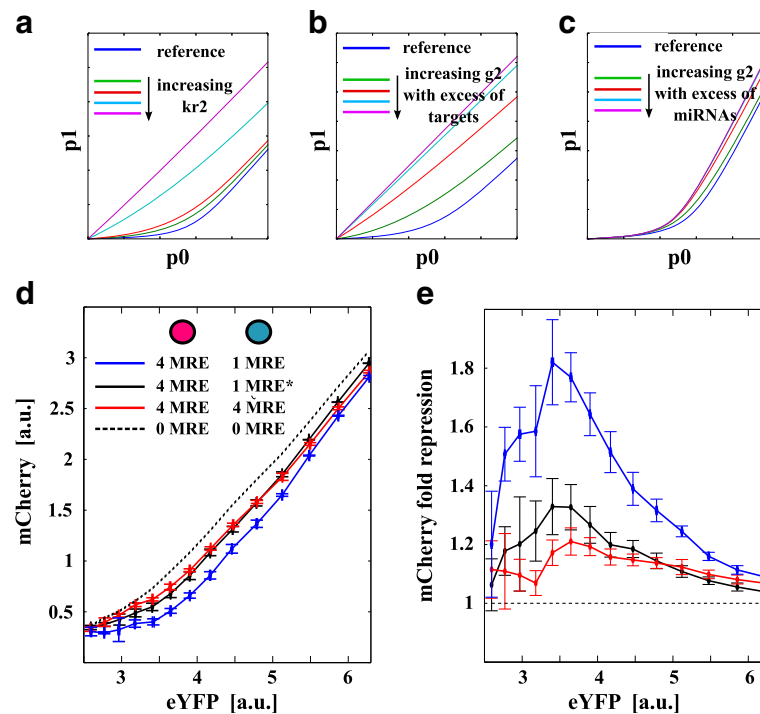 a
reference
increasing
kr2
p1
p0
b
reference
increasing g2
with excess of
targets
p0
c
reference
increasing g2
with excess of
miRNAs
p0
d
4 MRE 1 MRE
4 MRE 1 MRE*
4 MRE 4 MRE
0 MRE 0 MRE
mCherry [a.u.]
3
2.5
2
1.5
1
0.5
3 4 5 6
eYFP [a.u.]
e
mCherry fold repression
1.8
1.6
1.4
1.2
1
3 4 5 6
eYFP [a.u.]